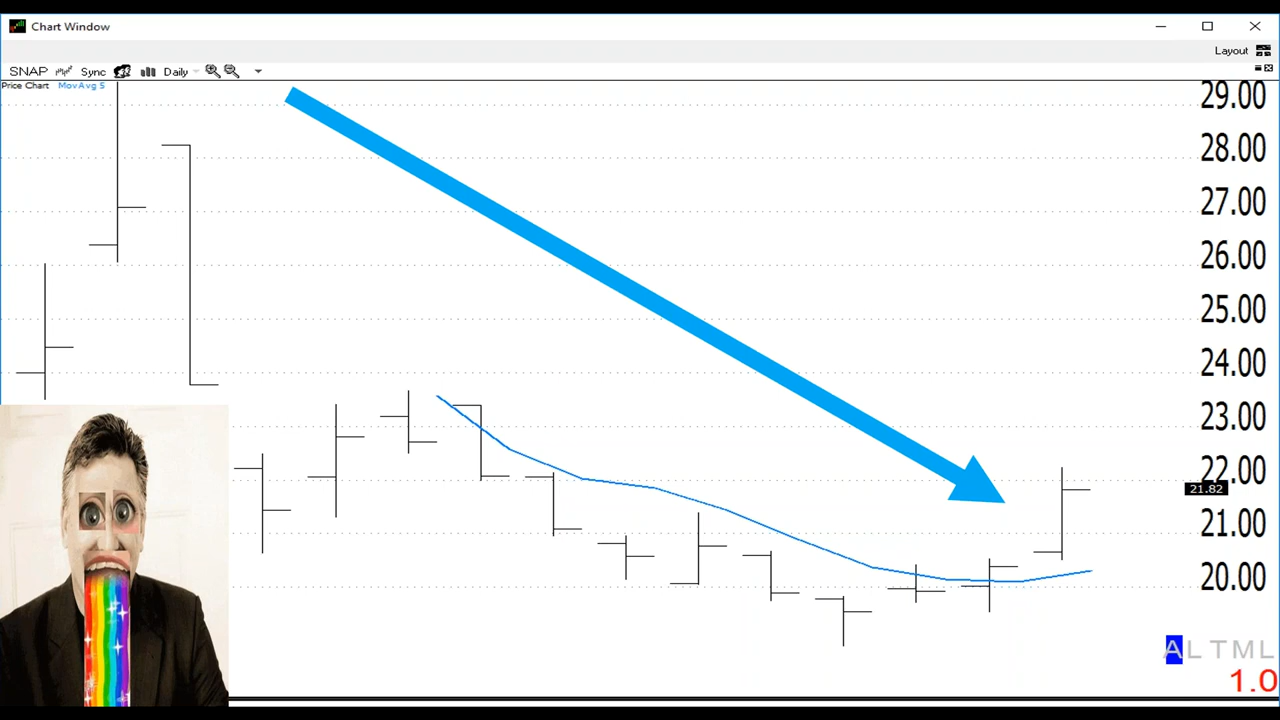 Chart Window
Layout
SNAP Sync Daily
Price Chart MovAvg 5
29.00
28.00
27.00
26.00
25.00
24.00
23.00
22.00
21.82
21.00
20.00
ALTML
1.0